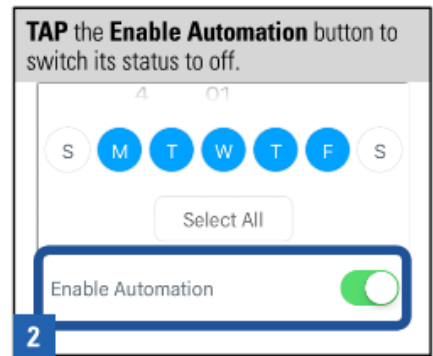 TAP the Enable Automation button to
switch its status to off.
4 01
S M T W T F S
Select All
Enable Automation
2